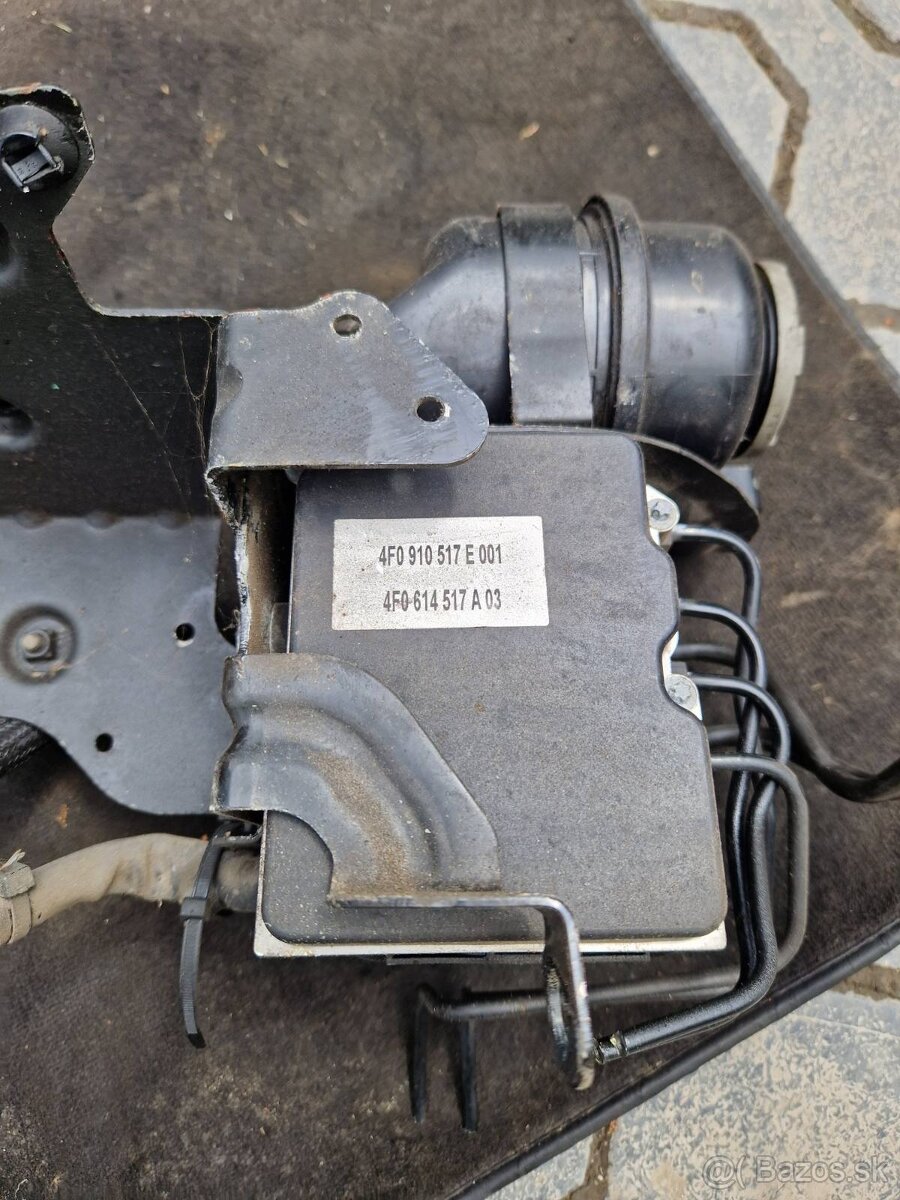 4F0 910 517 E 001
4F0 614 517 A 03
@ Bazos.sk